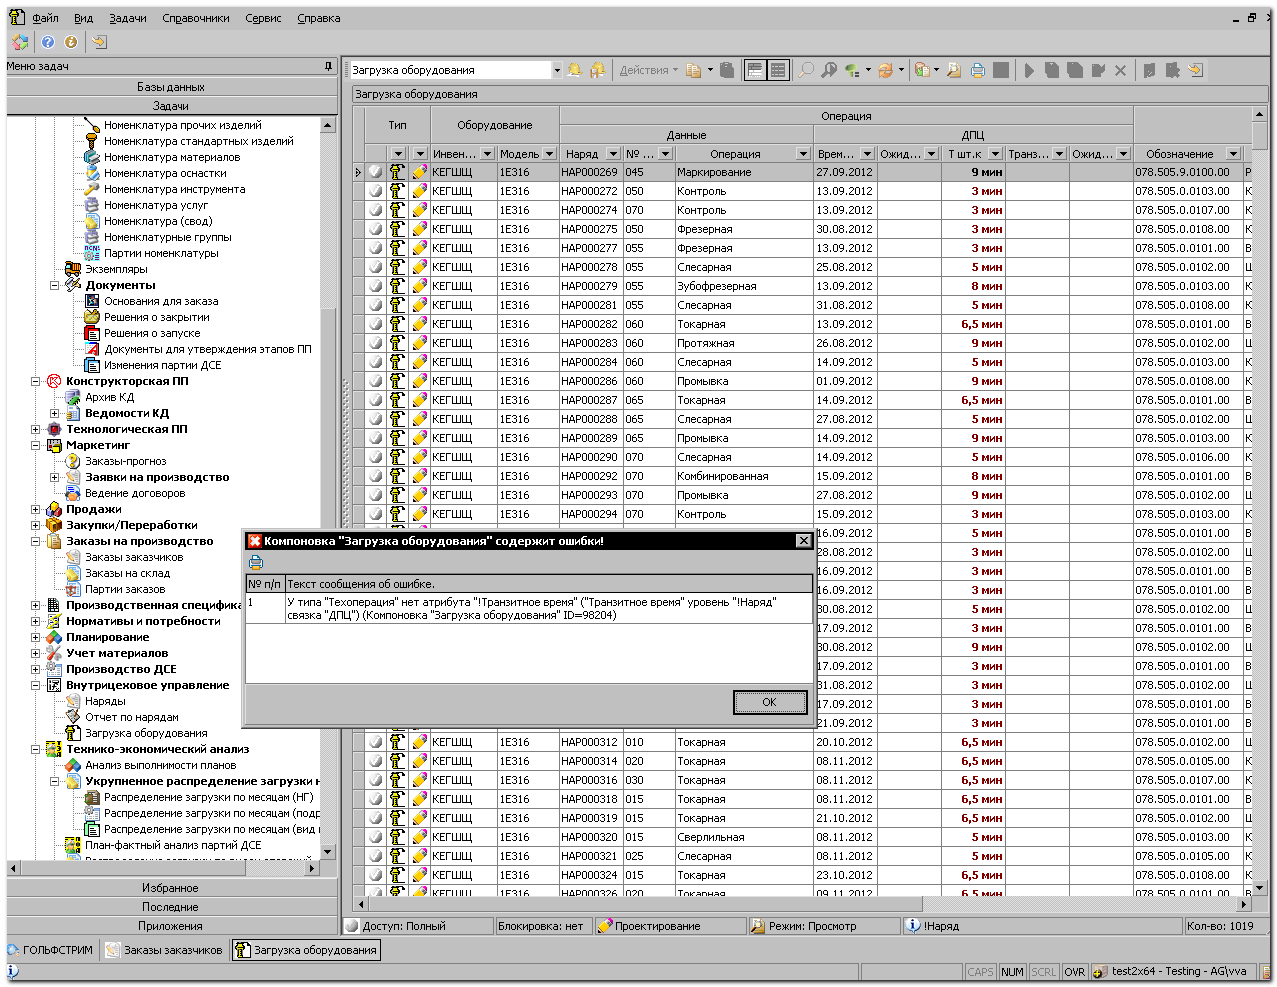 Файл Вид Задачи Справочники Сервис Справка
Меню задач
Базы данных
Задачи
Номенклатура прочих изделий
Номенклатура стандартных изделий
Номенклатура материалов
Номенклатура оснастки
Номенклатура инструмента
Номенклатура услуг
Номенклатура (свод)
Номенклатурные группы
Партии номенклатуры
Экземпляры
Документы
Основания для заказа
Решения о закрытии
Решения о запуске
Документы для утверждения этапов ПП
Изменения партии ДСЕ
Конструкторская ПП
Архив КД
Ведомости КД
Технологическая ПП
Маркетинг
Заказы-прогноз
Заявки на производство
Ведение договоров
Продажи
Закупки/Переработки
Заказы на производство
Заказы заказчиков
Заказы на склад
Партии заказов
Производственная специфика
Нормативы и потребности
Планирование
Учет материалов
Производство ДСЕ
Внутрицеховое управление
Наряды
Отчет по нарядам
Загрузка оборудования
Технико-экономический анализ
Анализ выполнимости планов
Укрупненное распределение загрузки н
Распределение загрузки по месяцам (НГ)
Распределение загрузки по месяцам (подр
Распределение загрузки по месяцам (вид
План-фактный анализ партий ДСЕ
Избранное
Последние
Приложения
Загрузка оборудования Действия
Загрузка оборудования
Тип Оборудование Операция
Данные ДПЦ
Инвен... Модель Наряд № ... Операция Врем... Ожид... Т шт.к Транз... Ожид... Обозначение
КЕГШЩ 1Е316 НАР000269 045 Маркирование 27.09.2012 9 мин 078.505.9.0100.00 Р
КЕГШЩ 1Е316 НАР000272 050 Контроль 13.09.2012 3 мин 078.505.0.0103.00 К
КЕГШЩ 1Е316 НАР000274 070 Контроль 13.09.2012 3 мин 078.505.0.0107.00 К
КЕГШЩ 1Е316 НАР000275 050 Фрезерная 30.08.2012 3 мин 078.505.0.0108.00 К
КЕГШЩ 1Е316 НАР000277 055 Фрезерная 13.09.2012 3 мин 078.505.0.0101.00 В
КЕГШЩ 1Е316 НАР000278 055 Слесарная 25.08.2012 5 мин 078.505.0.0102.00 Ш
КЕГШЩ 1Е316 НАР000279 055 Зубофрезерная 13.09.2012 8 мин 078.505.0.0103.00 К
КЕГШЩ 1Е316 НАР000281 055 Слесарная 31.08.2012 5 мин 078.505.0.0108.00 К
КЕГШЩ 1Е316 НАР000282 060 Токарная 13.09.2012 6,5 мин 078.505.0.0101.00 В
КЕГШЩ 1Е316 НАР000283 060 Протяжная 26.08.2012 9 мин 078.505.0.0102.00 Ш
КЕГШЩ 1Е316 НАР000284 060 Слесарная 14.09.2012 5 мин 078.505.0.0103.00 К
КЕГШЩ 1Е316 НАР000286 060 Промывка 01.09.2012 9 мин 078.505.0.0108.00 К
КЕГШЩ 1Е316 НАР000287 065 Токарная 14.09.2012 6,5 мин 078.505.0.0101.00 В
КЕГШЩ 1Е316 НАР000288 065 Слесарная 27.08.2012 5 мин 078.505.0.0102.00 Ш
КЕГШЩ 1Е316 НАР000289 065 Промывка 14.09.2012 9 мин 078.505.0.0103.00 К
КЕГШЩ 1Е316 НАР000290 070 Слесарная 14.09.2012 5 мин 078.505.0.0106.00 К
КЕГШЩ 1Е316 НАР000292 070 Комбинированная 15.09.2012 8 мин 078.505.0.0101.00 В
КЕГШЩ 1Е316 НАР000293 070 Промывка 27.08.2012 9 мин 078.505.0.0102.00 Ш
КЕГШЩ 1Е316 НАР000294 070 Контроль 15.09.2012 3 мин 078.505.0.0103.00 К
16.09.2012 5 мин 078.505.0.0101.00 В
28.08.2012 3 мин 078.505.0.0102.00 Ш
16.09.2012 3 мин 078.505.0.0101.00 В
16.09.2012 3 мин 078.505.0.0101.00 В
30.08.2012 5 мин 078.505.0.0102.00 Ш
17.09.2012 3 мин 078.505.0.0101.00 В
30.08.2012 9 мин 078.505.0.0102.00 Ш
17.09.2012 3 мин 078.505.0.0101.00 В
31.08.2012 3 мин 078.505.0.0102.00 Ш
17.09.2012 3 мин 078.505.0.0101.00 В
21.09.2012 3 мин 078.505.0.0101.00 В
КЕГШЩ 1Е316 НАР000312 010 Токарная 20.10.2012 6,5 мин 078.505.0.0102.00 Ш
КЕГШЩ 1Е316 НАР000314 020 Токарная 08.11.2012 6,5 мин 078.505.0.0105.00 К
КЕГШЩ 1Е316 НАР000316 030 Токарная 08.11.2012 6,5 мин 078.505.0.0107.00 К
КЕГШЩ 1Е316 НАР000318 015 Токарная 08.11.2012 6,5 мин 078.505.0.0101.00 В
КЕГШЩ 1Е316 НАР000319 015 Токарная 21.10.2012 6,5 мин 078.505.0.0102.00 Ш
КЕГШЩ 1Е316 НАР000320 015 Сверлильная 08.11.2012 5 мин 078.505.0.0103.00 К
КЕГШЩ 1Е316 НАР000321 025 Слесарная 08.11.2012 5 мин 078.505.0.0105.00 К
КЕГШЩ 1Е316 НАР000324 015 Токарная 23.10.2012 6,5 мин 078.505.0.0108.00 К
КЕГШЩ 1Е316 НАР000326 020 Токарная 09.11.2012 6,5 мин 078.505.0.0101.00 В
Компоновка "Загрузка оборудования" содержит ошибки!
№ п/п Текст сообщения об ошибке.
1 У типа "Техоперация" нет атрибута "!Транзитное время" ("Транзитное время" уровень "!Наряд"
связка "ДПЦ") (Компоновка "Загрузка оборудования" ID=98204)
OK
Доступ: Полный Блокировка: нет Проектирование Режим: Просмотр !Наряд Кол-во: 1019
ГОЛЬФСТРИМ Заказы заказчиков Загрузка оборудования
CAPS NUM SCRL OVR test2x64 - Testing - AG\vva